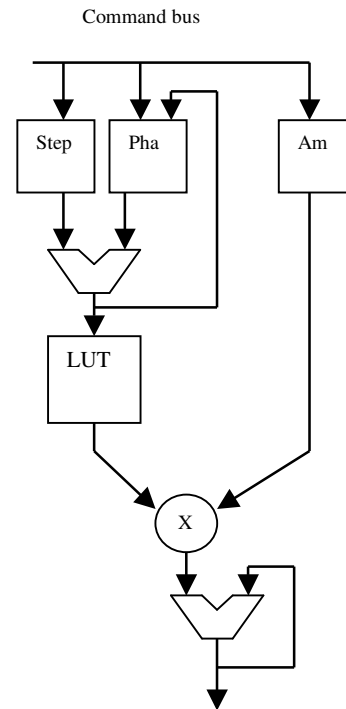 Command bus
Step
Pha
Am
LUT
X